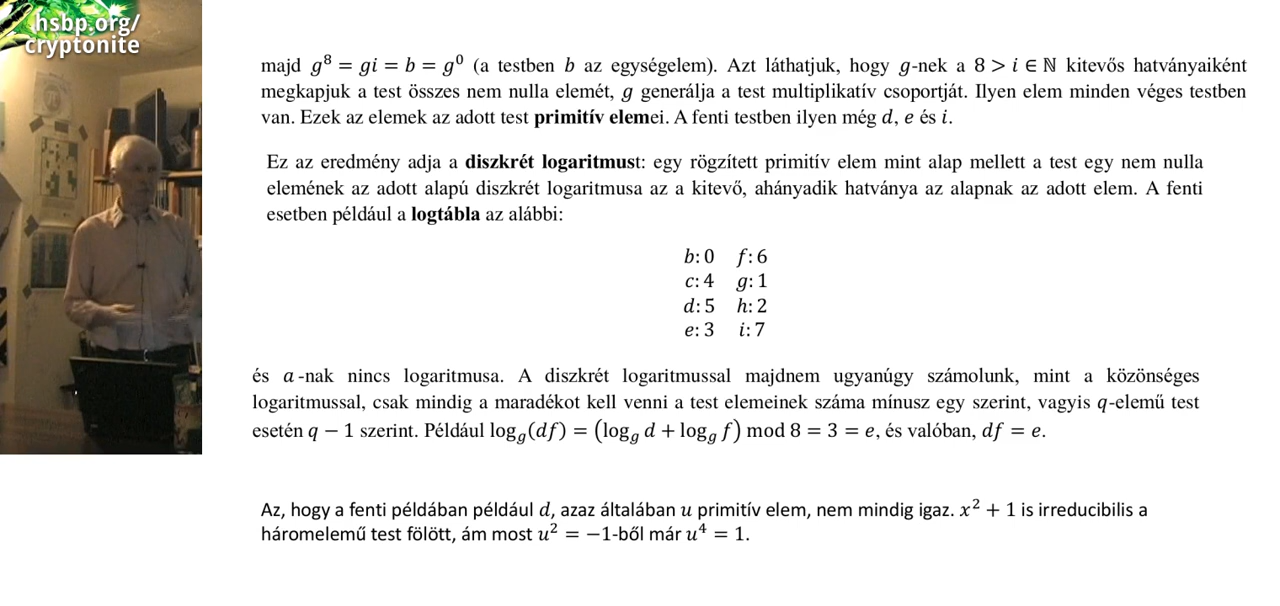 hsbp.org/
cryptonite
majd g⁸ = gi = b = g⁰ (a testben b az egységelem). Azt láthatjuk, hogy g-nek a 8 > i ∈ ℕ kitevős hatványaiként
megkapjuk a test összes nem nulla elemét, g generálja a test multiplikatív csoportját. Ilyen elem minden véges testben
van. Ezek az elemek az adott test primitív elemei. A fenti testben ilyen még d, e és i.
Ez az eredmény adja a diszkrét logaritmust: egy rögzített primitív elem mint alap mellett a test egy nem nulla
elemének az adott alapú diszkrét logaritmusa az a kitevő, ahányadik hatványa az alapnak az adott elem. A fenti
esetben például a logtábla az alábbi:
b: 0 f: 6
c: 4 g: 1
d: 5 h: 2
e: 3 i: 7
és a-nak nincs logaritmusa. A diszkrét logaritmussal majdnem ugyanúgy számolunk, mint a közönséges
logaritmussal, csak mindig a maradékot kell venni a test elemeinek száma mínusz egy szerint, vagyis q-elemű test
esetén q − 1 szerint. Például log_g(df) = (log_g d + log_g f) mod 8 = 3 = e, és valóban, df = e.
Az, hogy a fenti példában például d, azaz általában u primitív elem, nem mindig igaz. x² + 1 is irreducibilis a
háromelemű test fölött, ám most u² = −1-ből már u⁴ = 1.